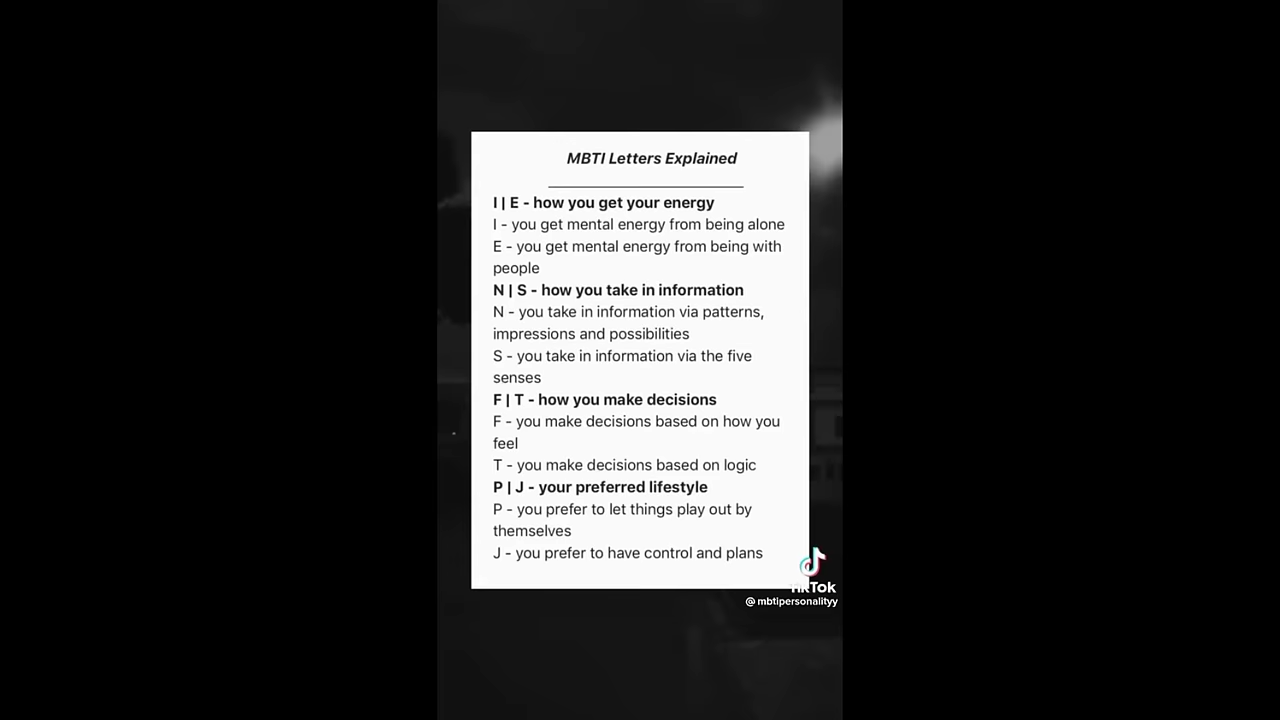 MBTI Letters Explained
I | E - how you get your energy
I - you get mental energy from being alone
E - you get mental energy from being with
people
N | S - how you take in information
N - you take in information via patterns,
impressions and possibilities
S - you take in information via the five
senses
F | T - how you make decisions
F - you make decisions based on how you
feel
T - you make decisions based on logic
P | J - your preferred lifestyle
P - you prefer to let things play out by
themselves
J - you prefer to have control and plans
TikTok
@ mbtipersonalityy